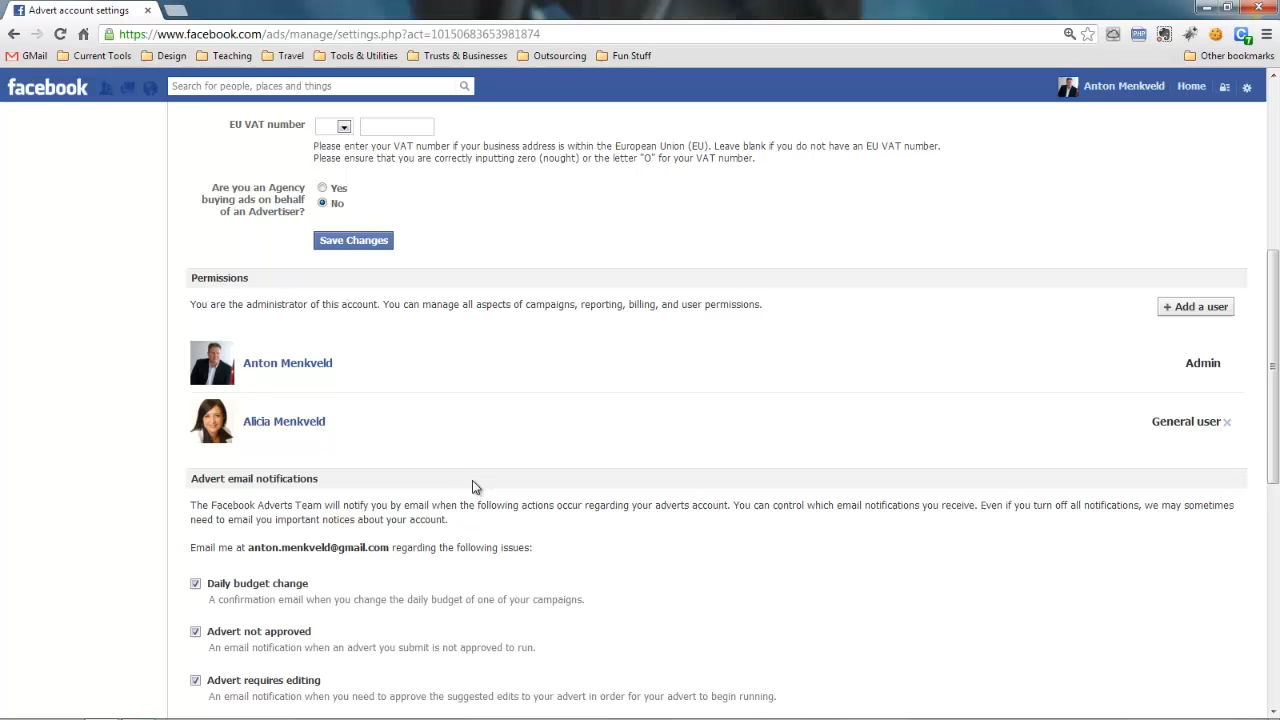 Advert account settings
https://www.facebook.com/ads/manage/settings.php?act=10150683653981874
GMail Current Tools Design Teaching Travel Tools & Utilities Trusts & Businesses Outsourcing Fun Stuff Other bookmarks
facebook Search for people, places and things Anton Menkveld Home
EU VAT number
Please enter your VAT number if your business address is within the European Union (EU). Leave blank if you do not have an EU VAT number.
Please ensure that you are correctly inputting zero (nought) or the letter "O" for your VAT number.
Are you an Agency
buying ads on behalf
of an Advertiser?
Yes
No
Save Changes
Permissions
You are the administrator of this account. You can manage all aspects of campaigns, reporting, billing, and user permissions.
+ Add a user
Anton Menkveld Admin
Alicia Menkveld General user
Advert email notifications
The Facebook Adverts Team will notify you by email when the following actions occur regarding your adverts account. You can control which email notifications you receive. Even if you turn off all notifications, we may sometimes
need to email you important notices about your account.
Email me at anton.menkveld@gmail.com regarding the following issues:
Daily budget change
A confirmation email when you change the daily budget of one of your campaigns.
Advert not approved
An email notification when an advert you submit is not approved to run.
Advert requires editing
An email notification when you need to approve the suggested edits to your advert in order for your advert to begin running.